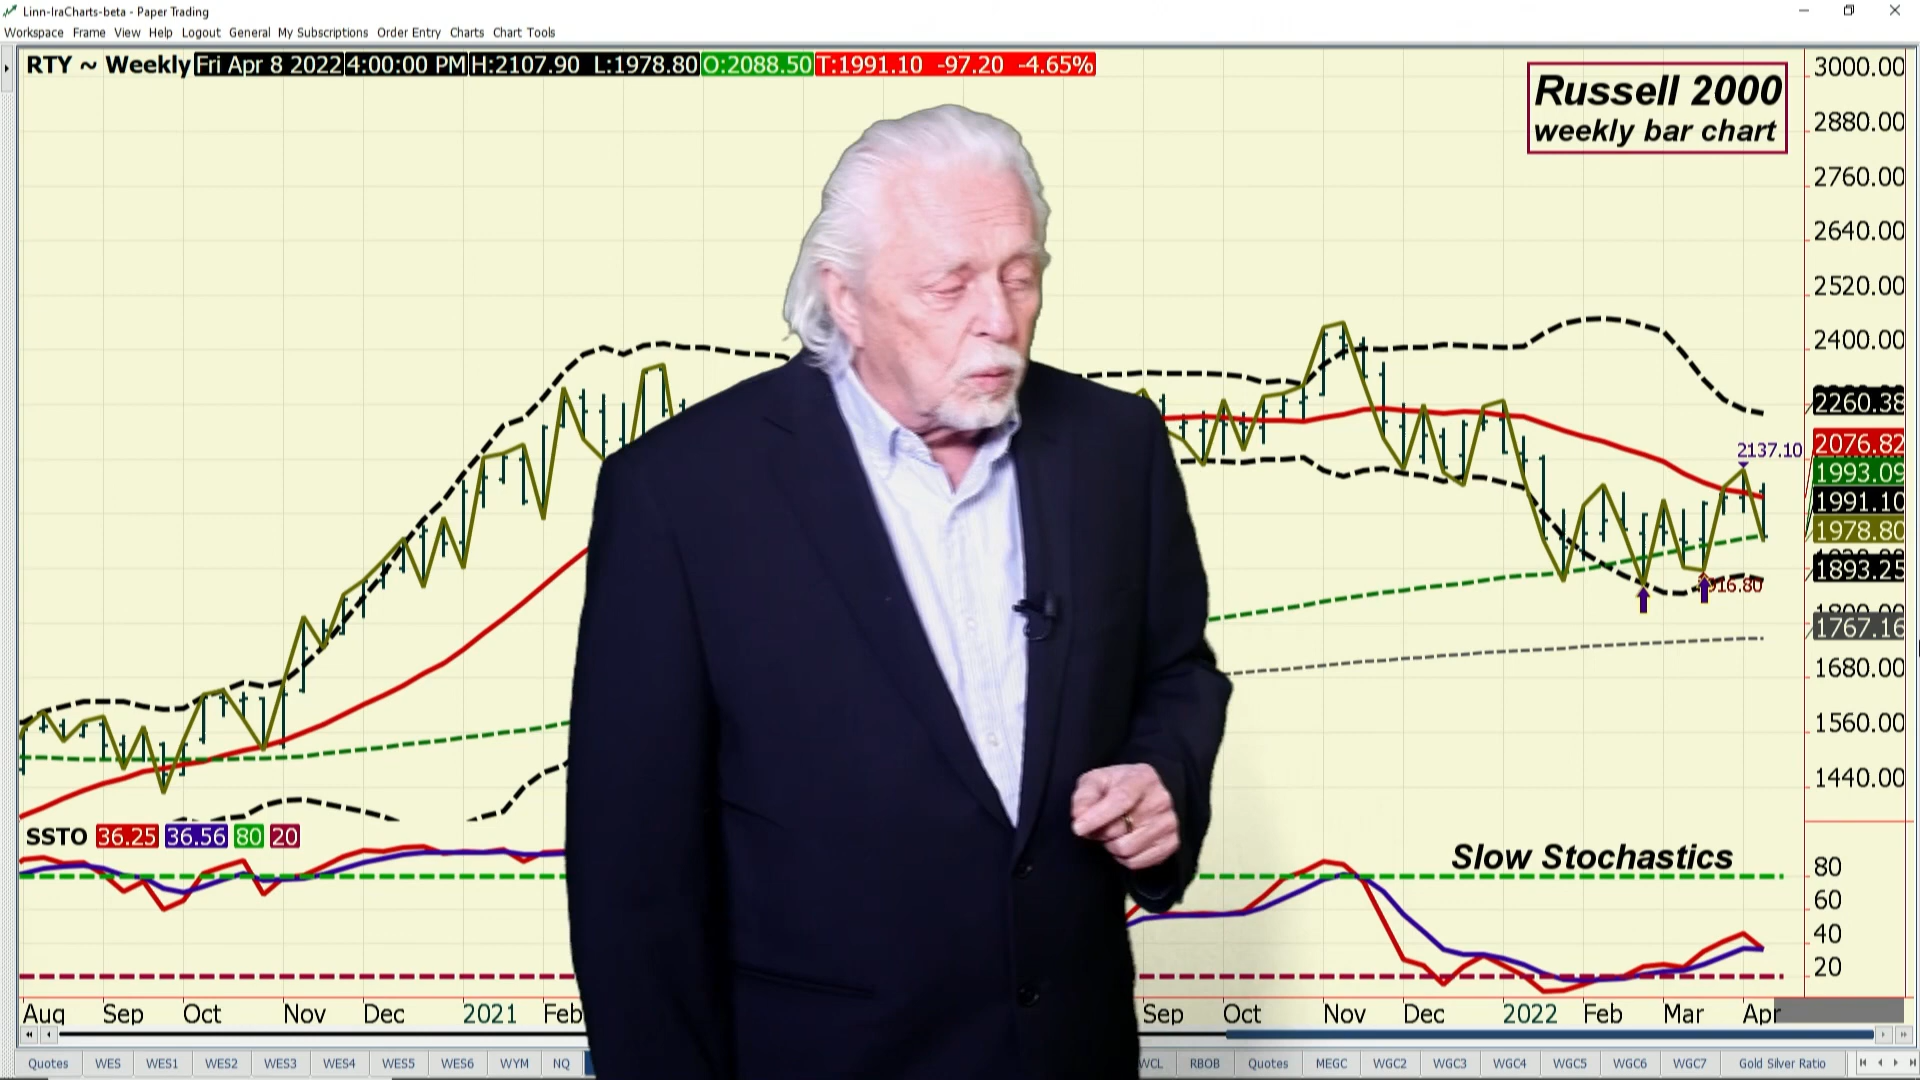 Linn-IraCharts-beta - Paper Trading
Workspace Frame View Help Logout General My Subscriptions Order Entry Charts Chart Tools
RTY ~ Weekly Fri Apr 8 2022 4:00:00 PM H:2107.90 L:1978.80 O:2088.50 T:1991.10 -97.20 -4.65%
Russell 2000
weekly bar chart
3000.00
2880.00
2760.00
2640.00
2520.00
2400.00
2260.38
2076.82
2137.10
1993.09
1991.10
1978.80
1893.25
916.80
1800.00
1767.16
1680.00
1560.00
1440.00
SSTO 36.25 36.56 80 20
Slow Stochastics
80
60
40
20
Aug Sep Oct Nov Dec 2021 Feb Sep Oct Nov Dec 2022 Feb Mar Apr
Quotes WES WES1 WES2 WES3 WES4 WES5 WES6 WYM NQ WCL RBOB Quotes MEGC WGC2 WGC3 WGC4 WGC5 WGC6 WGC7 Gold Silver Ratio